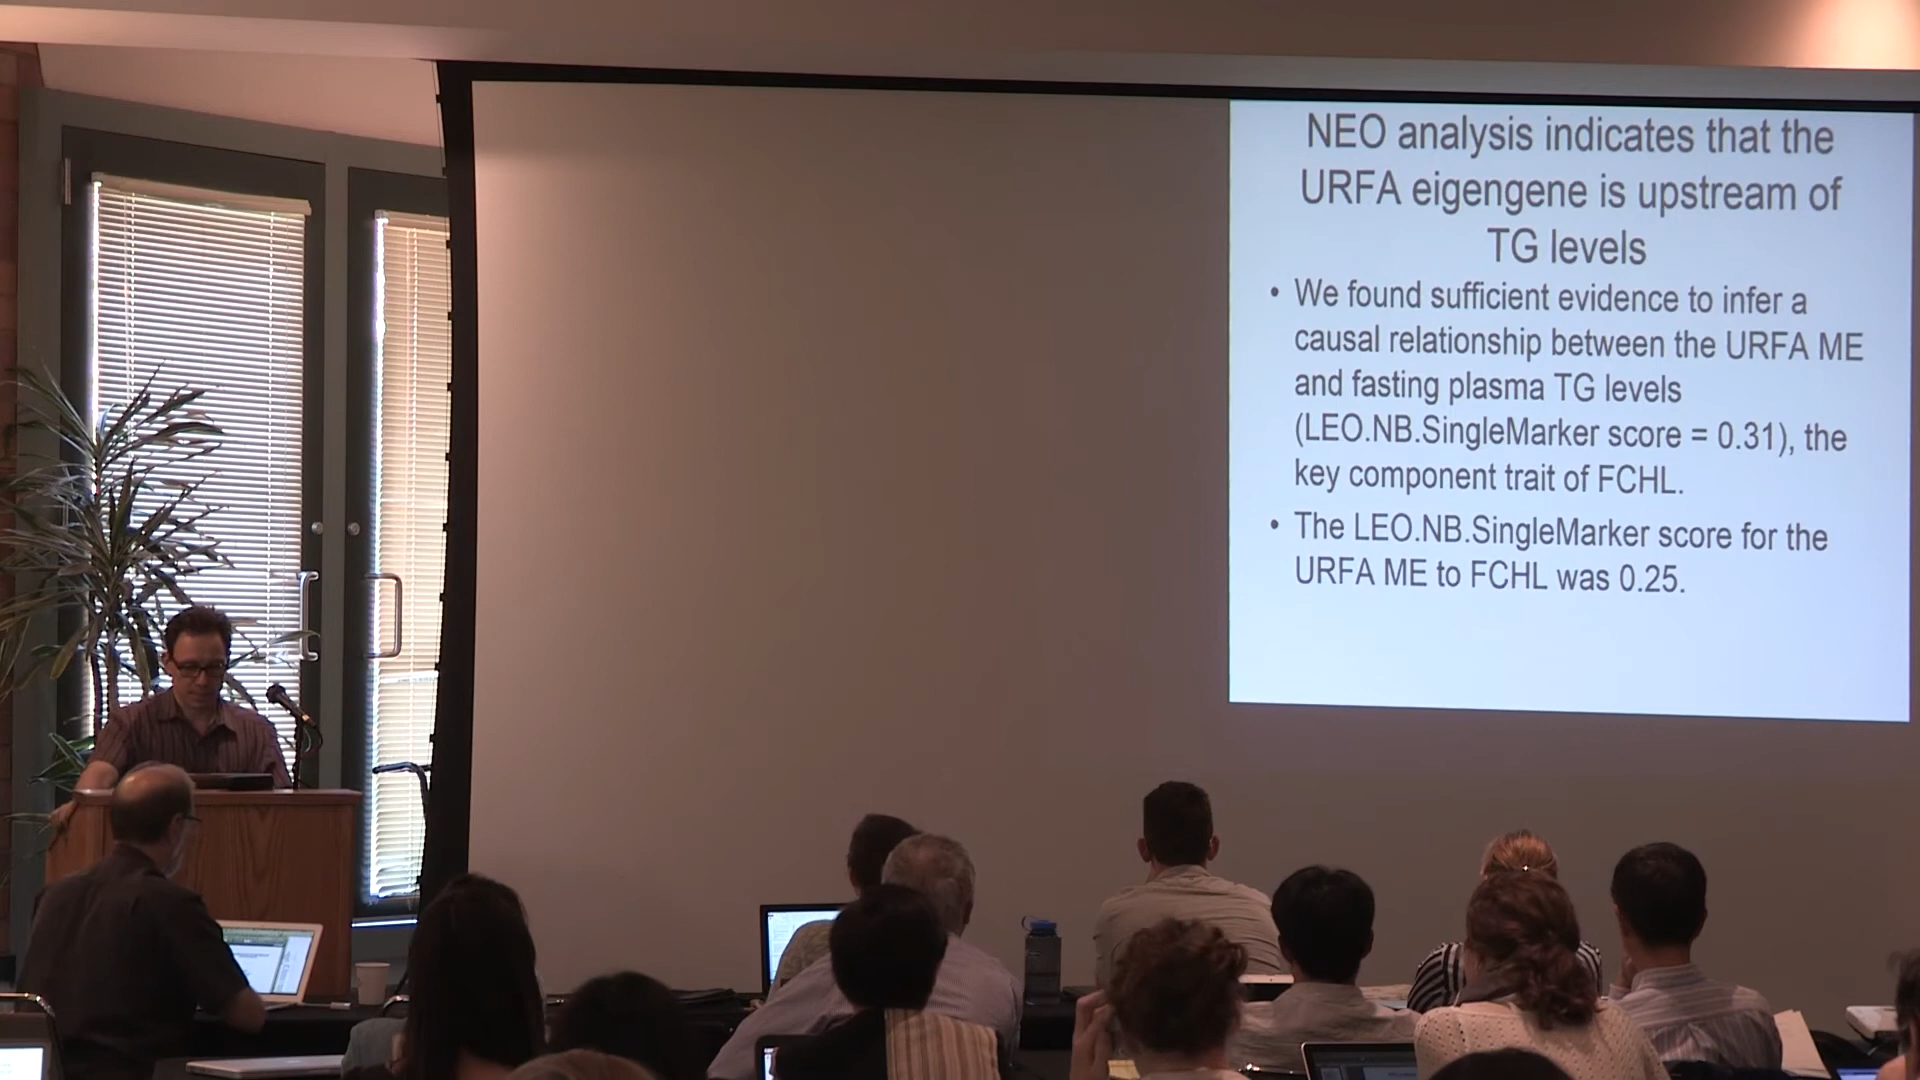 NEO analysis indicates that the
URFA eigengene is upstream of
TG levels
• We found sufficient evidence to infer a
causal relationship between the URFA ME
and fasting plasma TG levels
(LEO.NB.SingleMarker score = 0.31), the
key component trait of FCHL.
• The LEO.NB.SingleMarker score for the
URFA ME to FCHL was 0.25.